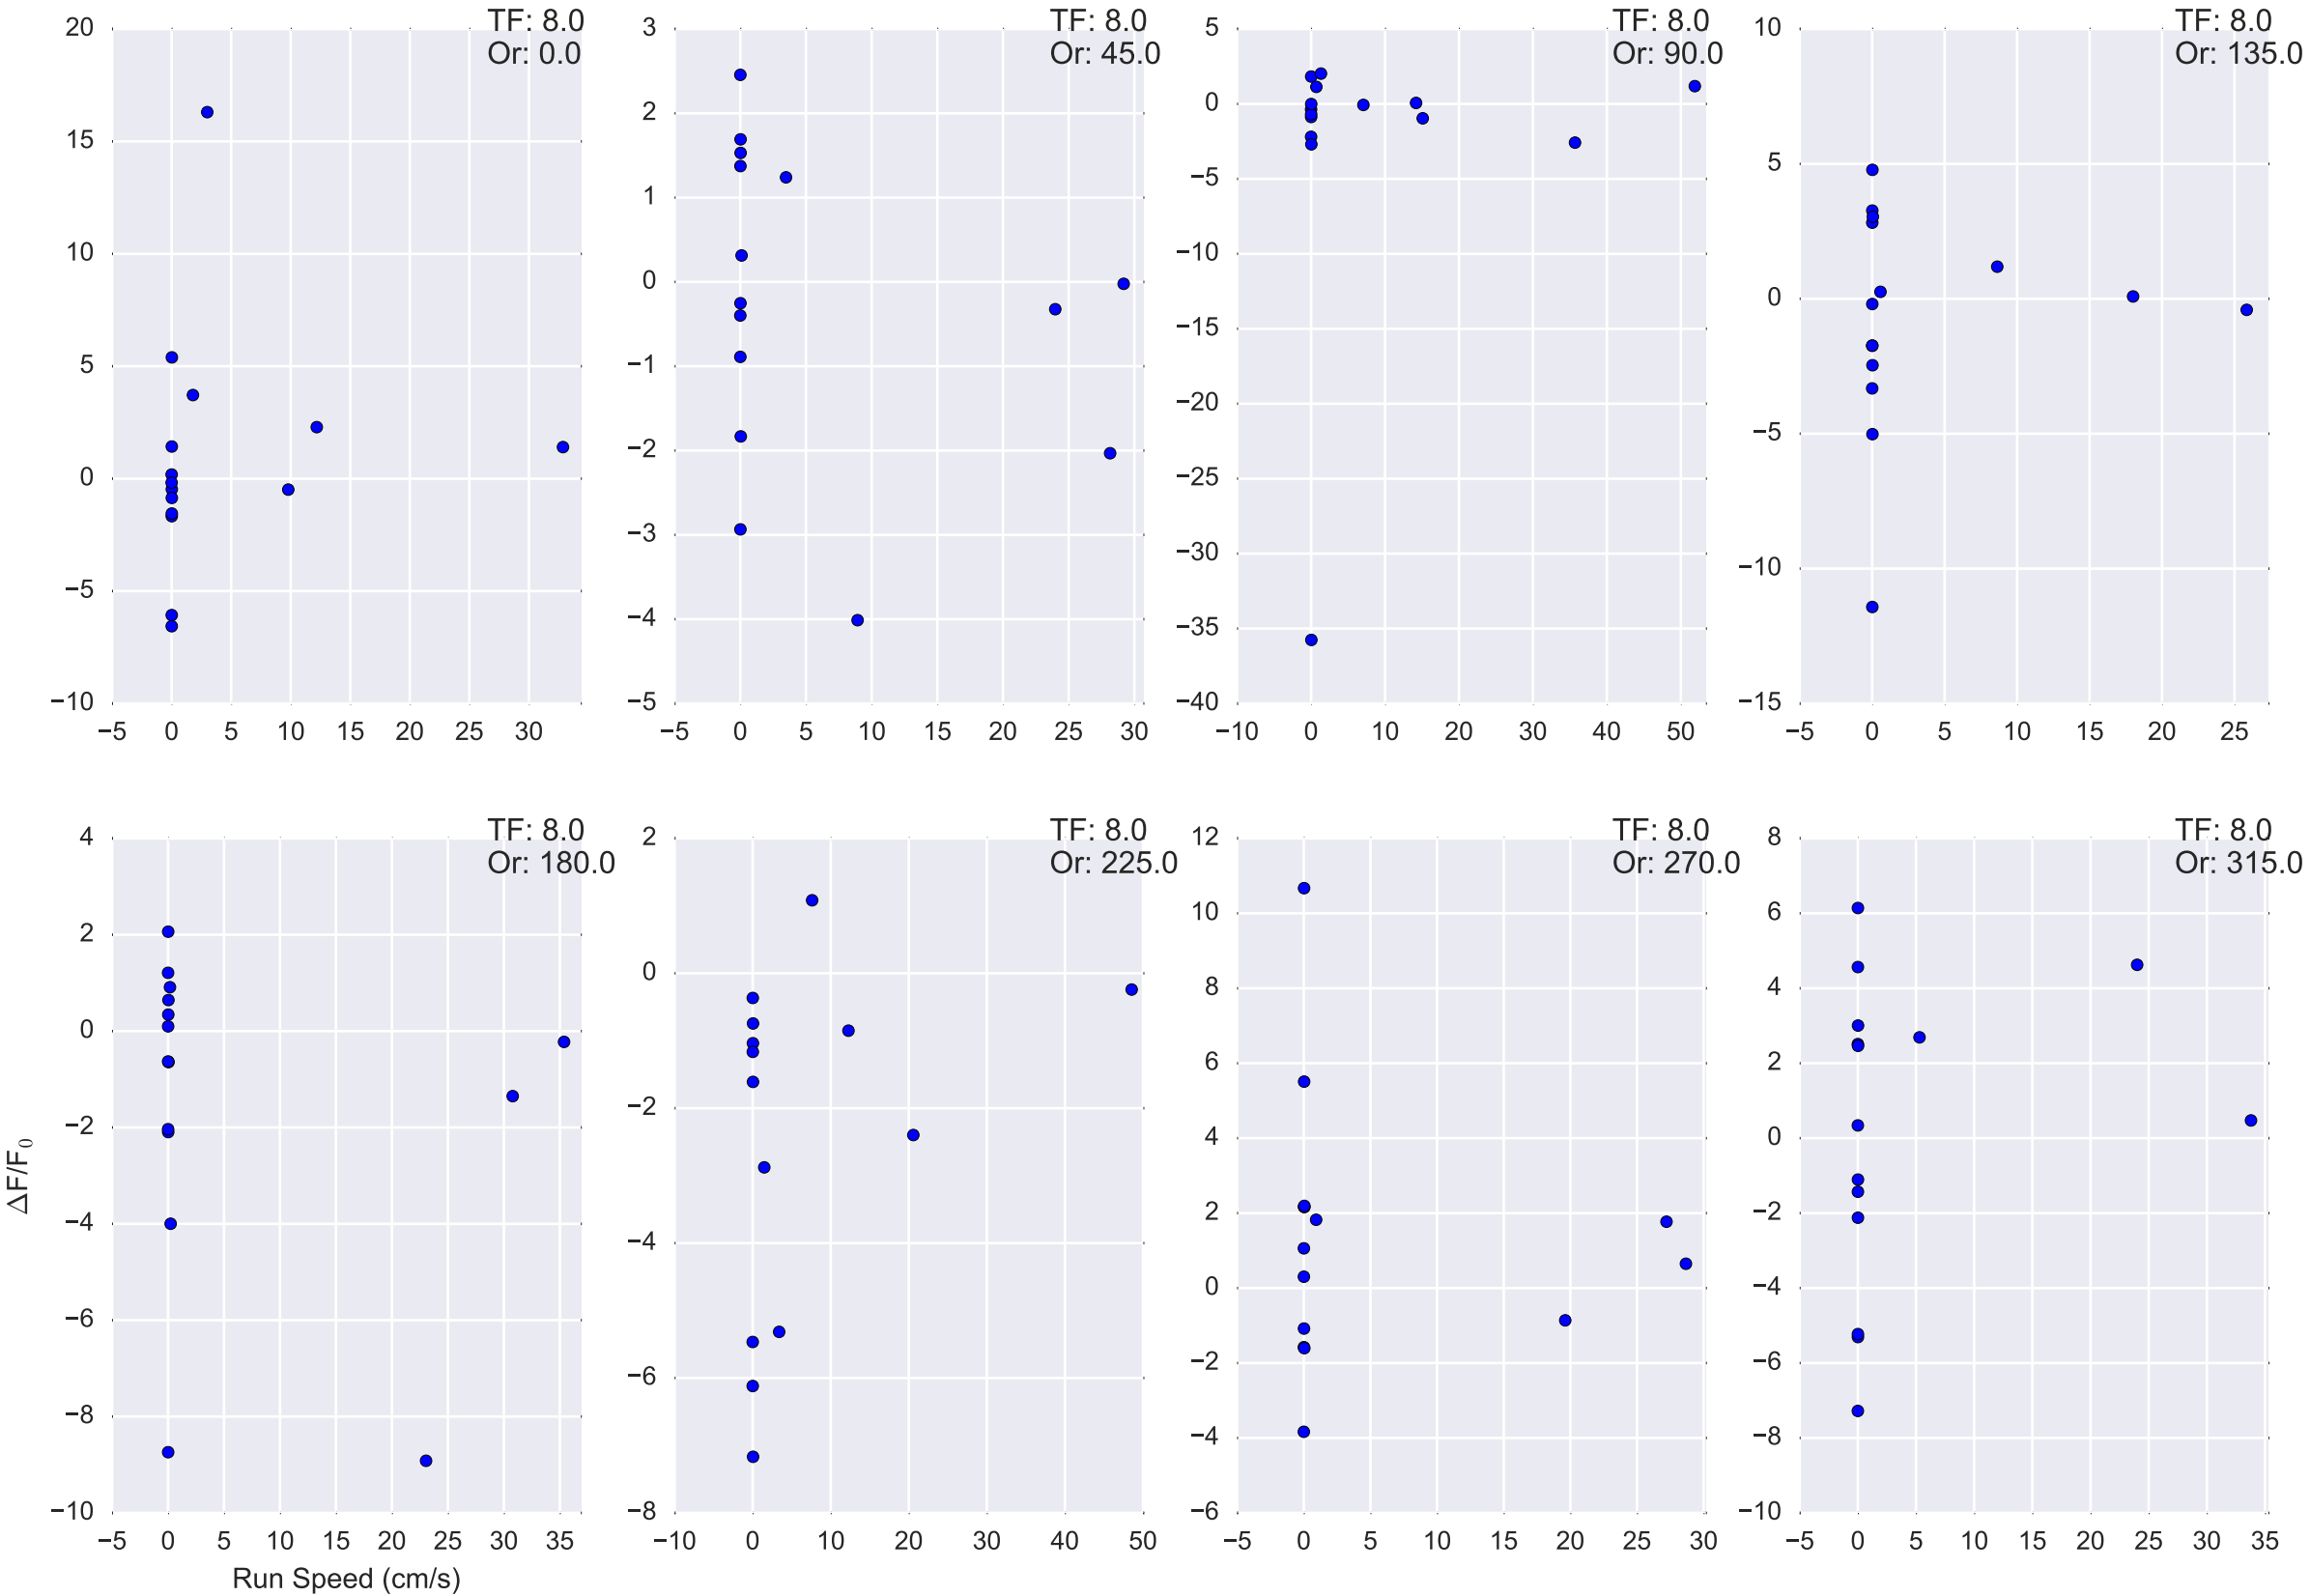 TF: 8.0
Or: 0.0
20
15
10
5
0
−5
−10
−5 0 5 10 15 20 25 30
TF: 8.0
Or: 45.0
3
2
1
0
−1
−2
−3
−4
−5
−5 0 5 10 15 20 25 30
TF: 8.0
Or: 90.0
5
0
−5
−10
−15
−20
−25
−30
−35
−40
−10 0 10 20 30 40 50
TF: 8.0
Or: 135.0
10
5
0
−5
−10
−15
−5 0 5 10 15 20 25
TF: 8.0
Or: 180.0
4
2
0
−2
−4
−6
−8
−10
−5 0 5 10 15 20 25 30 35
ΔF/F₀
Run Speed (cm/s)
TF: 8.0
Or: 225.0
2
0
−2
−4
−6
−8
−10 0 10 20 30 40 50
TF: 8.0
Or: 270.0
12
10
8
6
4
2
0
−2
−4
−6
−5 0 5 10 15 20 25 30
TF: 8.0
Or: 315.0
8
6
4
2
0
−2
−4
−6
−8
−10
−5 0 5 10 15 20 25 30 35